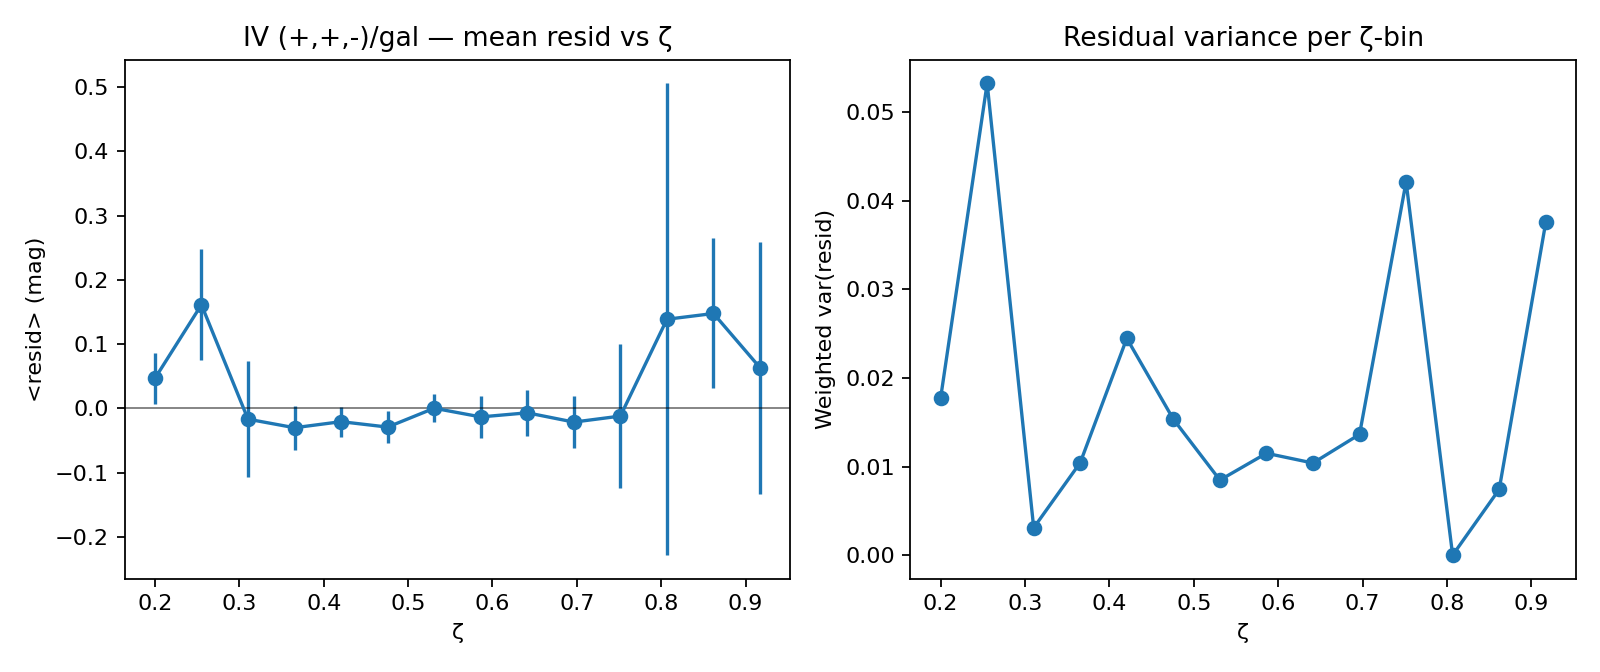 IV (+,+,-)/gal — mean resid vs ζ
<resid> (mag)
0.5
0.4
0.3
0.2
0.1
0.0
−0.1
−0.2
0.2 0.3 0.4 0.5 0.6 0.7 0.8 0.9
ζ
Residual variance per ζ-bin
Weighted var(resid)
0.05
0.04
0.03
0.02
0.01
0.00
0.2 0.3 0.4 0.5 0.6 0.7 0.8 0.9
ζ